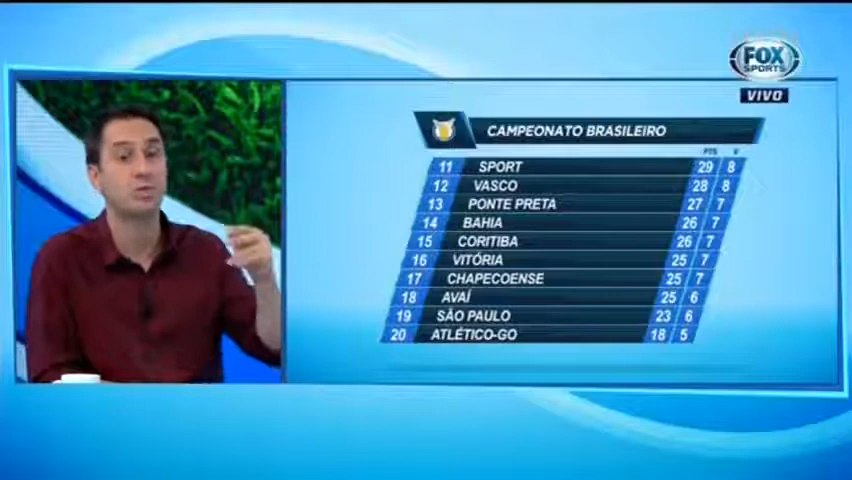 FOX
SPORTS
VIVO
CAMPEONATO BRASILEIRO
PTS V
11 SPORT 29 8
12 VASCO 28 8
13 PONTE PRETA 27 7
14 BAHIA 26 7
15 CORITIBA 26 7
16 VITÓRIA 25 7
17 CHAPECOENSE 25 7
18 AVAÍ 25 6
19 SÃO PAULO 23 6
20 ATLÉTICO-GO 18 5